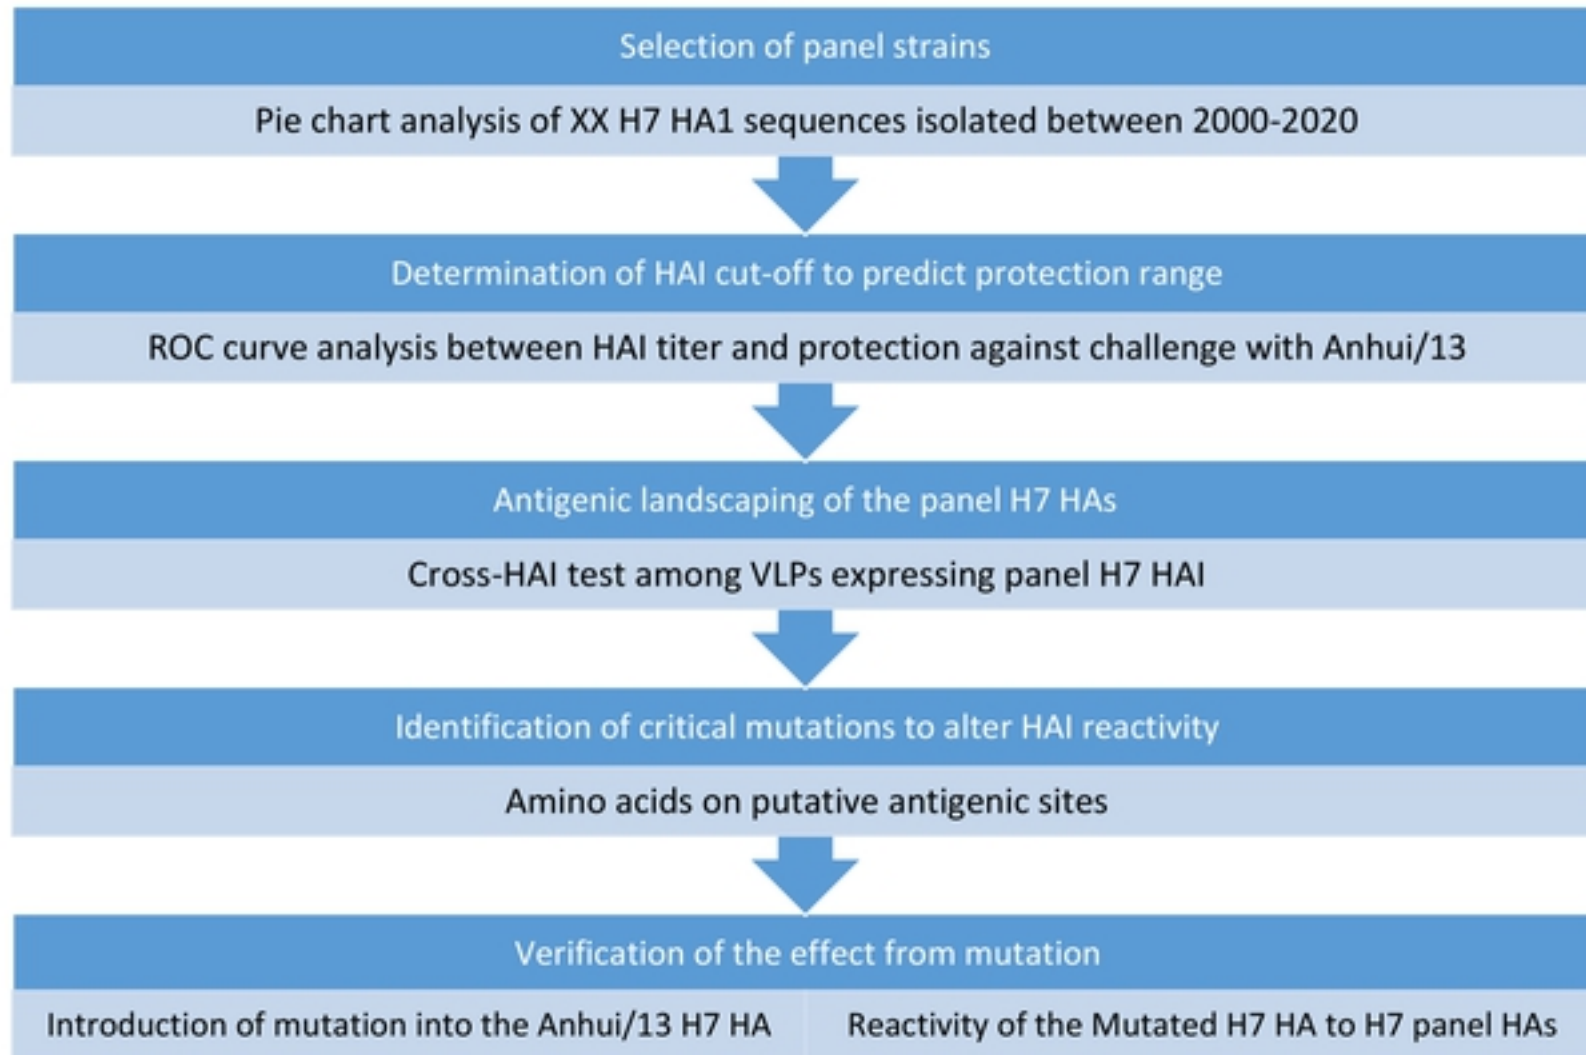 Selection of panel strains
Pie chart analysis of XX H7 HA1 sequences isolated between 2000-2020
Determination of HAI cut-off to predict protection range
ROC curve analysis between HAI titer and protection against challenge with Anhui/13
Antigenic landscaping of the panel H7 HAs
Cross-HAI test among VLPs expressing panel H7 HAI
Identification of critical mutations to alter HAI reactivity
Amino acids on putative antigenic sites
Verification of the effect from mutation
Introduction of mutation into the Anhui/13 H7 HA
Reactivity of the Mutated H7 HA to H7 panel HAs